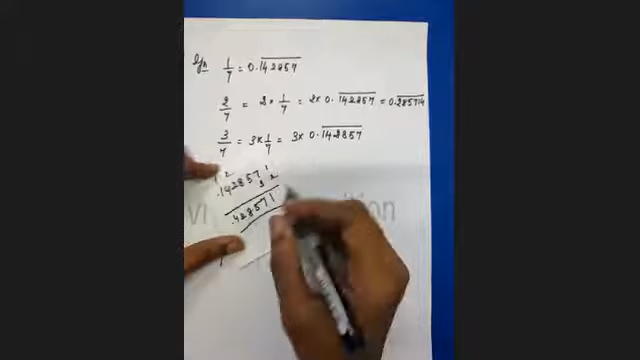 1/7 = 0.142857
2/7 = 2 × 1/7 = 2 × 0.142857 = 0.285714
3/7 = 3 × 1/7 = 3 × 0.142857
.142857
3
.428571